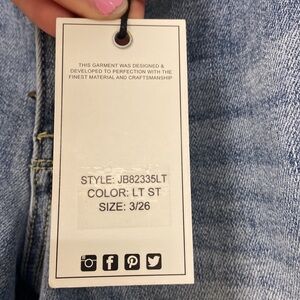 THIS GARMENT WAS DESIGNED &
DEVELOPED TO PERFECTION WITH THE
FINEST MATERIAL AND CRAFTSMANSHIP
STYLE: JB82335LT
COLOR: LT ST
SIZE: 3/26